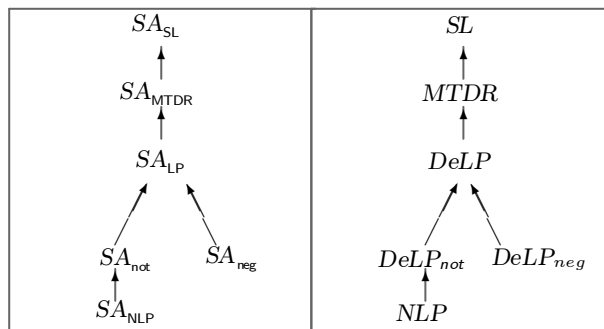 SA_SL
SA_MTDR
SA_LP
SA_not SA_neg
SA_NLP
SL
MTDR
DeLP
DeLP_not DeLP_neg
NLP